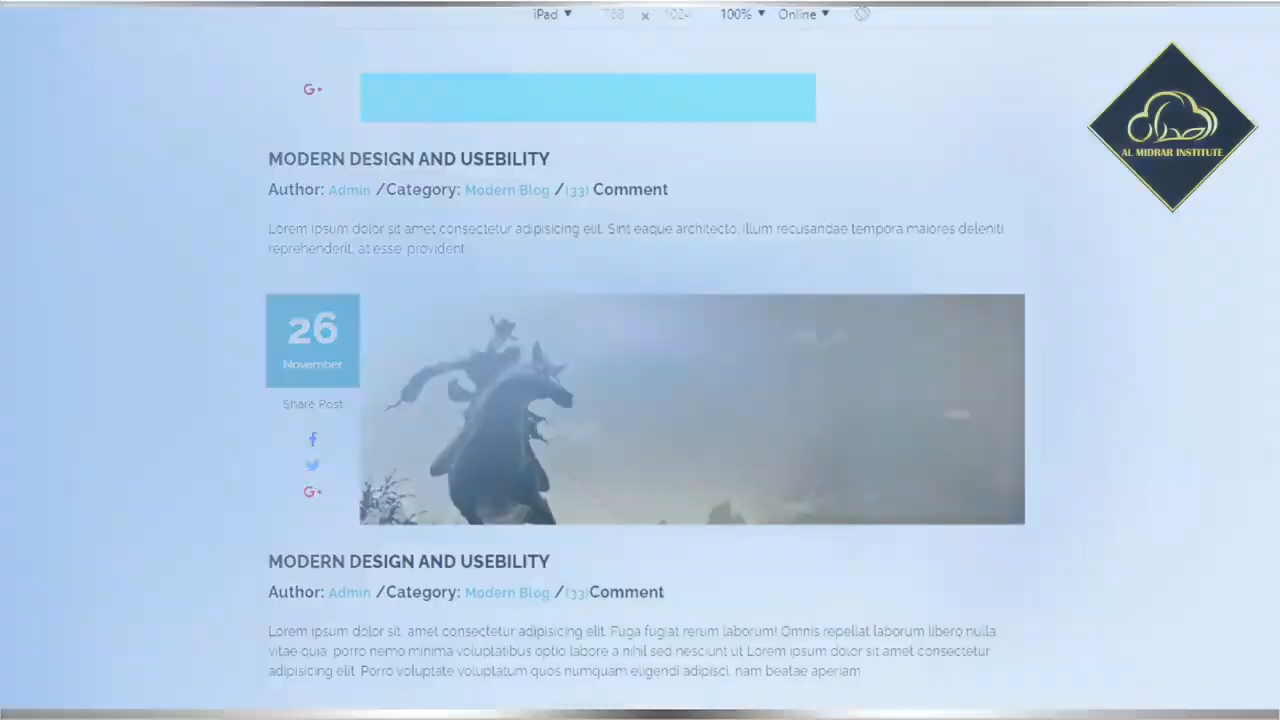 iPad 768 x 1024 100% Online
G+
MODERN DESIGN AND USEBILITY
Author: Admin /Category: Modern Blog /(33) Comment
Lorem ipsum dolor sit amet consectetur adipisicing elit. Sint eaque architecto, illum recusandae tempora maiores deleniti
reprehenderit, at esse provident
AL MIDRAR INSTITUTE
26
November
Share Post
f
G+
MODERN DESIGN AND USEBILITY
Author: Admin /Category: Modern Blog /(33)Comment
Lorem ipsum dolor sit amet consectetur adipisicing elit. Fuga fugiat rerum laborum! Omnis repellat laborum libero nulla
vitae quia porro nemo minima voluptatibus optio labore a nihil sed nesciunt ut Lorem ipsum dolor sit amet consectetur
adipisicing elit. Porro voluptate voluptatum quos numquam eligendi adipisci, nam beatae aperiam